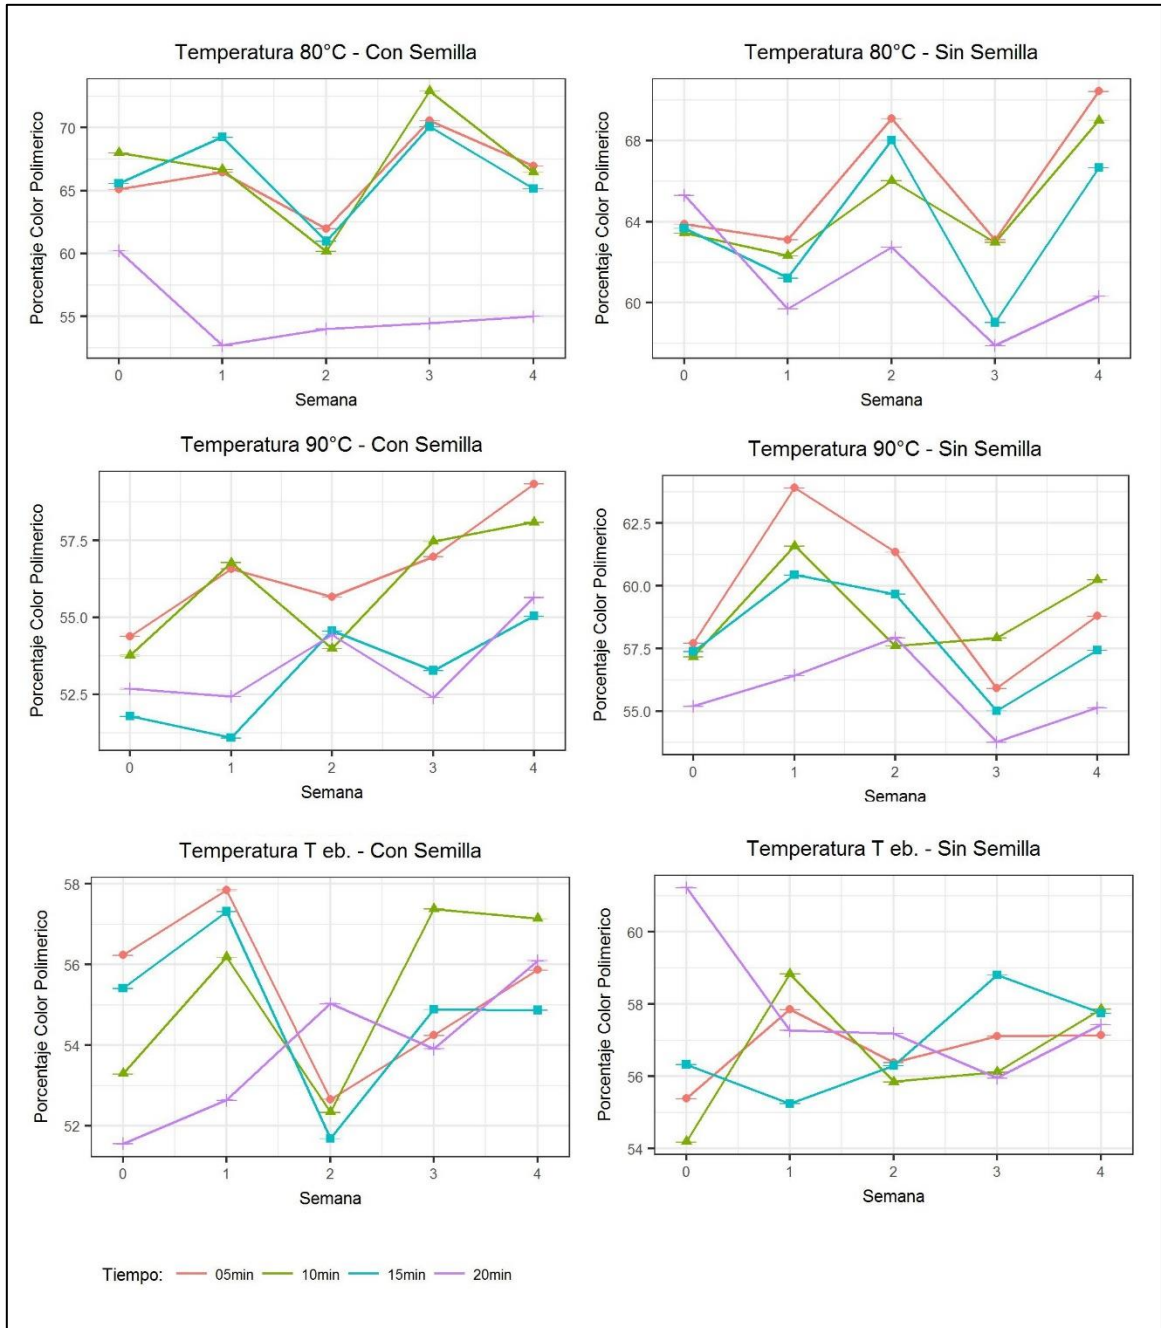 Temperatura 80°C - Con Semilla
Porcentaje Color Polimerico
70
65
60
55
0 1 2 3 4
Semana
Temperatura 80°C - Sin Semilla
Porcentaje Color Polimerico
68
64
60
0 1 2 3 4
Semana
Temperatura 90°C - Con Semilla
Porcentaje Color Polimerico
57.5
55.0
52.5
0 1 2 3 4
Semana
Temperatura 90°C - Sin Semilla
Porcentaje Color Polimerico
62.5
60.0
57.5
55.0
0 1 2 3 4
Semana
Temperatura T eb. - Con Semilla
Porcentaje Color Polimerico
58
56
54
52
0 1 2 3 4
Semana
Temperatura T eb. - Sin Semilla
Porcentaje Color Polimerico
60
58
56
54
0 1 2 3 4
Semana
Tiempo: 05min 10min 15min 20min